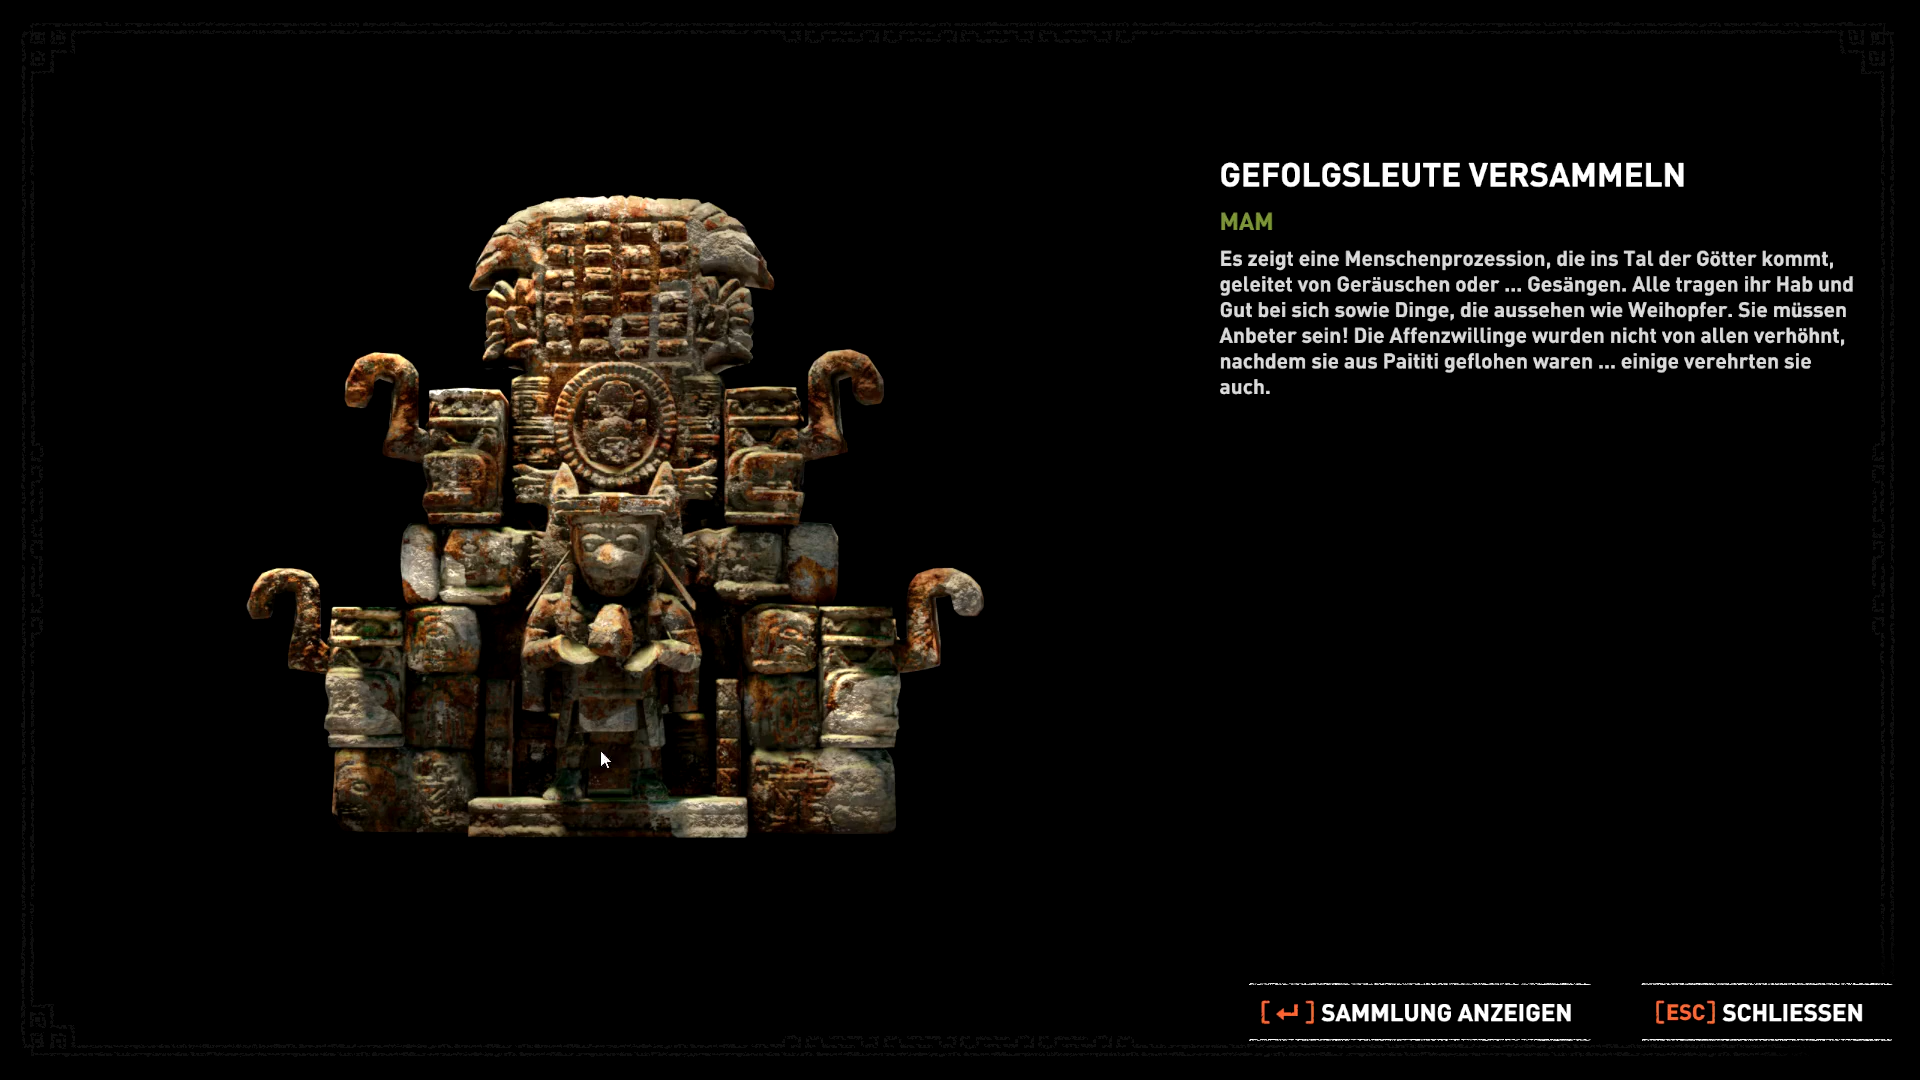 GEFOLGSLEUTE VERSAMMELN
MAM
Es zeigt eine Menschenprozession, die ins Tal der Götter kommt,
geleitet von Geräuschen oder ... Gesängen. Alle tragen ihr Hab und
Gut bei sich sowie Dinge, die aussehen wie Weihopfer. Sie müssen
Anbeter sein! Die Affenzwillinge wurden nicht von allen verhöhnt,
nachdem sie aus Paititi geflohen waren ... einige verehrten sie
auch.
[↵] SAMMLUNG ANZEIGEN
[ESC] SCHLIESSEN